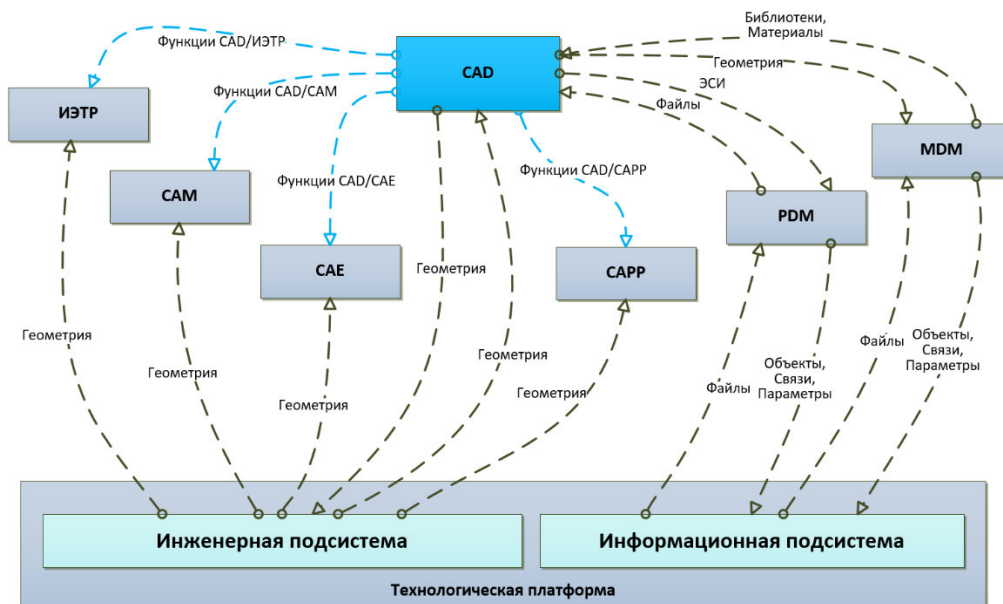 Библиотеки,
Материалы
Функции CAD/ИЭТР
CAD
Геометрия
Функции CAD/CAM
ЭСИ
Файлы
ИЭТР
MDM
CAM
Функции CAD/CAE
Функции CAD/CAPP
PDM
CAE
Геометрия
CAPP
Геометрия
Геометрия
Геометрия
Геометрия
Геометрия
Файлы
Объекты,
Связи,
Параметры
Файлы
Объекты,
Связи,
Параметры
Инженерная подсистема
Информационная подсистема
Технологическая платформа